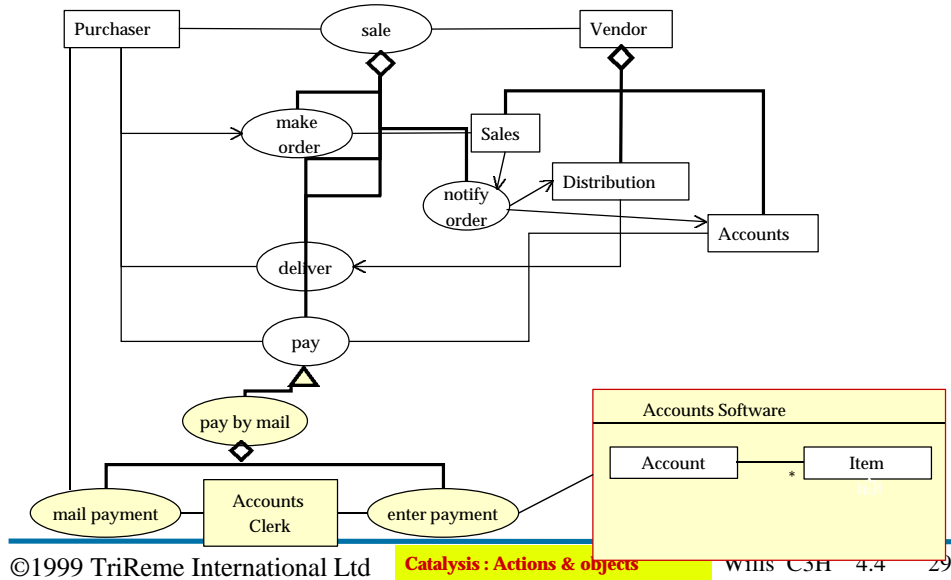 Purchaser
sale
Vendor
make
order
Sales
notify
order
Distribution
Accounts
deliver
pay
pay by mail
Accounts Software
Account
*
Item
mail payment
Accounts
Clerk
enter payment
©1999 TriReme International Ltd
Catalysis : Actions & objects
Wills C3H 4.4 29